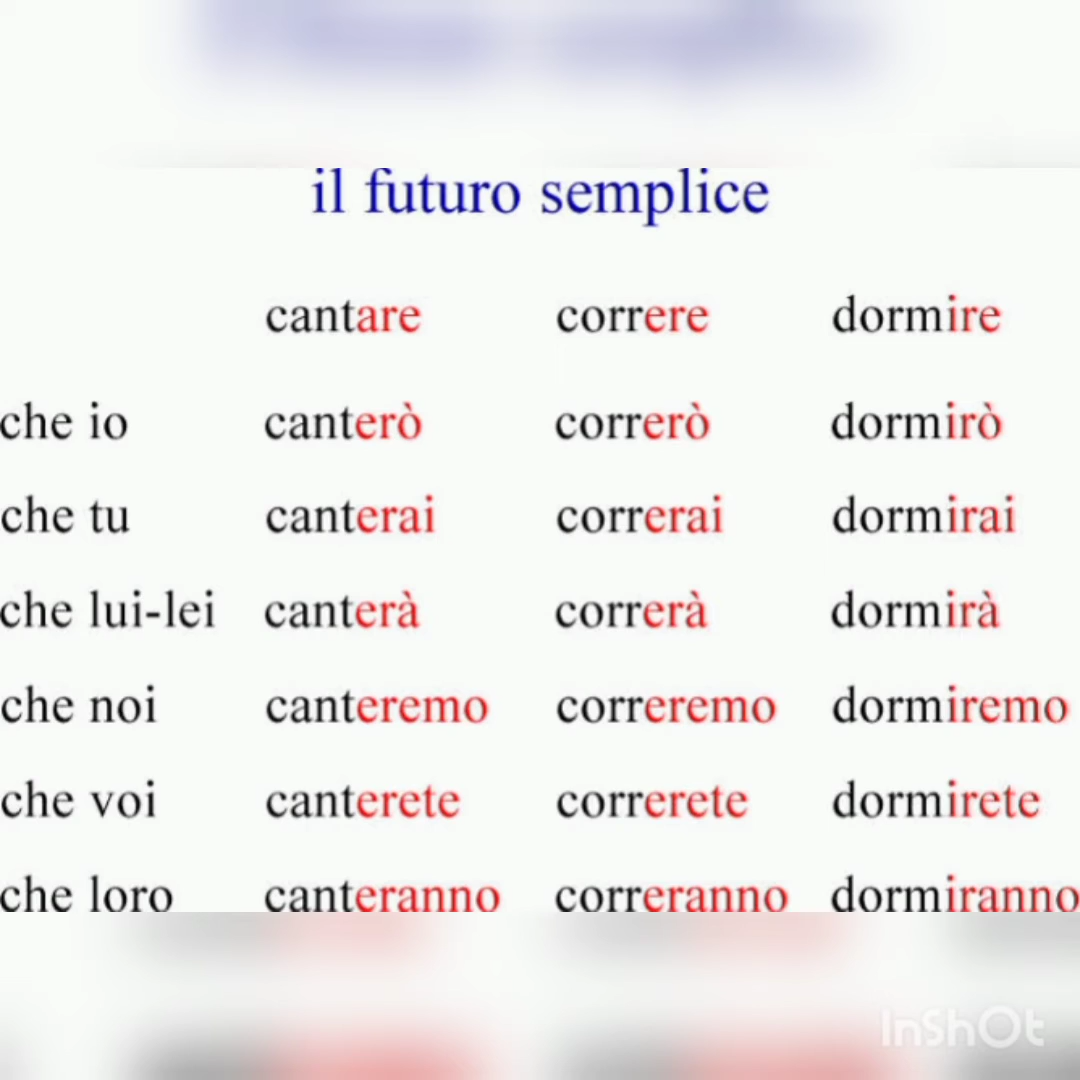 il futuro semplice
cantare correre dormire
che io canterò correrò dormirò
che tu canterai correrai dormirai
che lui-lei canterà correrà dormirà
che noi canteremo correremo dormiremo
che voi canterete correrete dormirete
che loro canteranno correranno dormiranno
InShOt